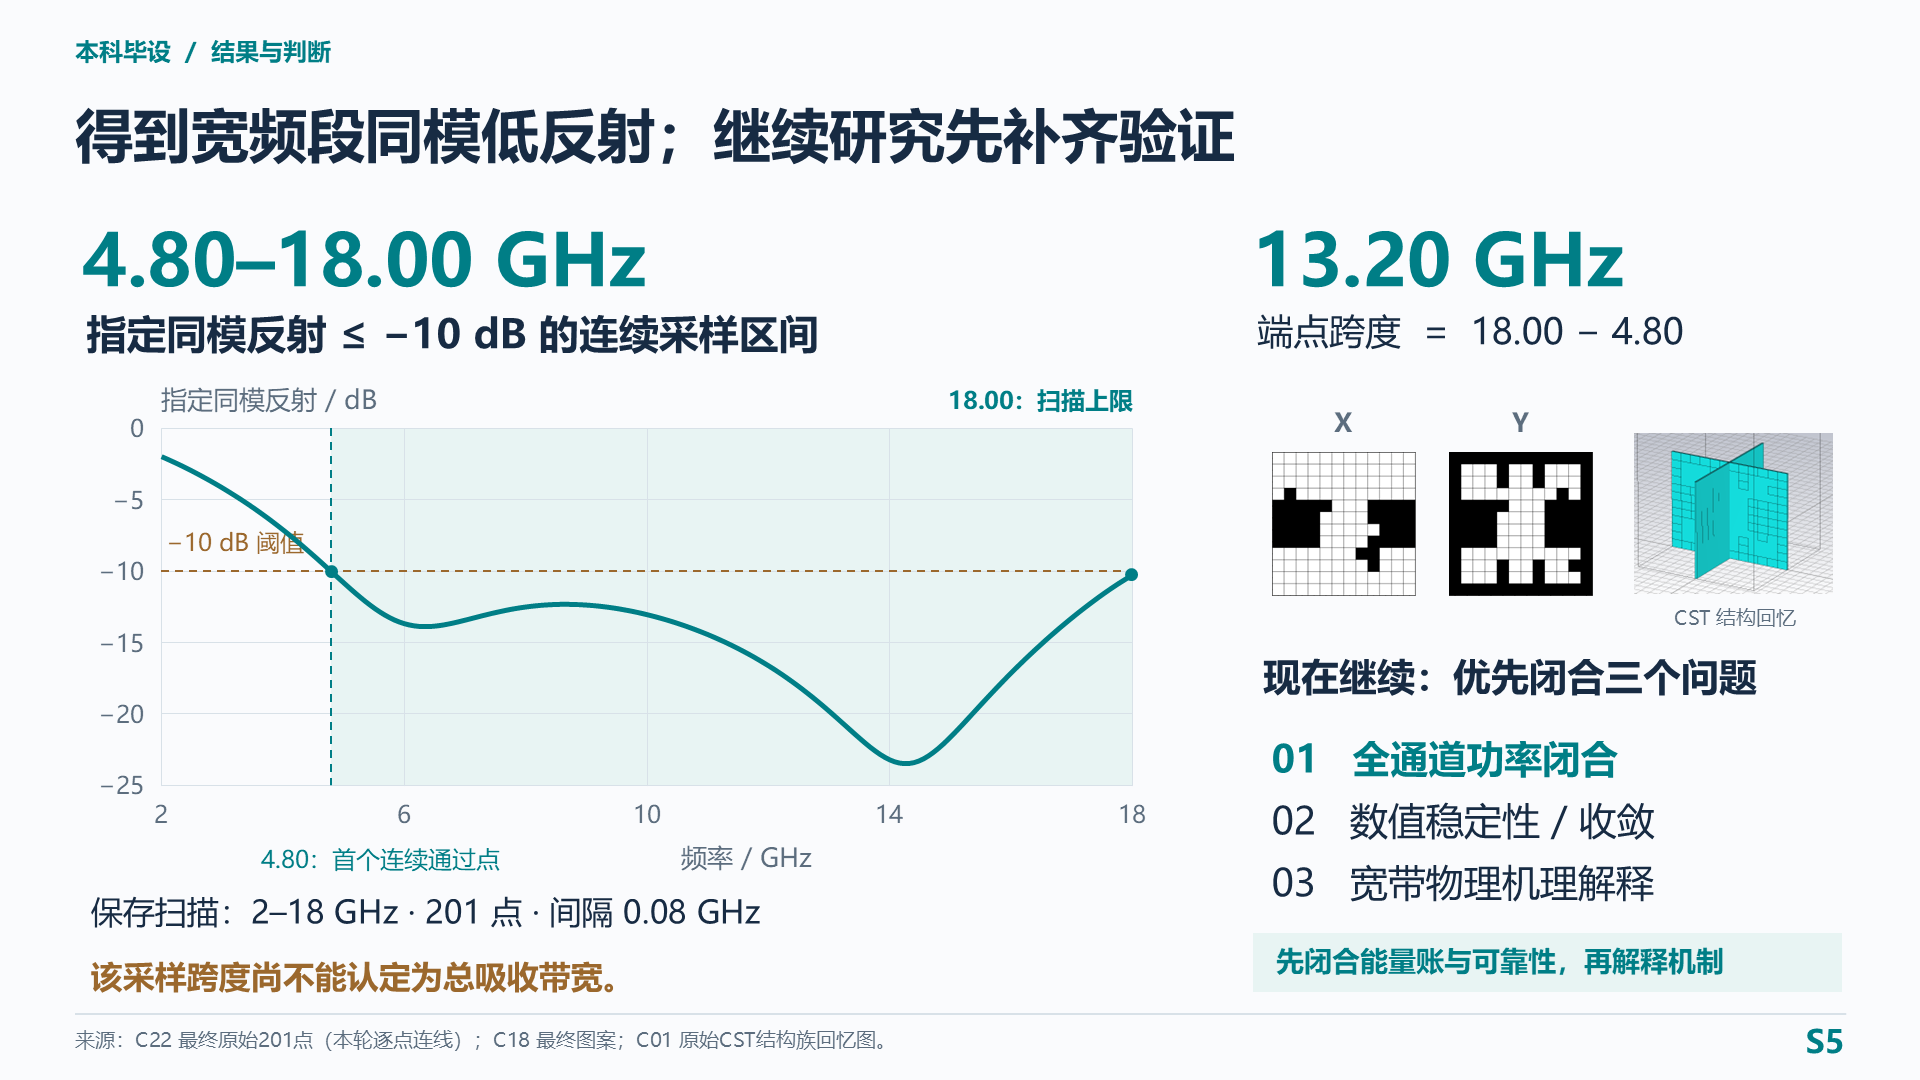 本科毕设 / 结果与判断
得到宽频段同模低反射；继续研究先补齐验证
4.80–18.00 GHz
指定同模反射 ≤ −10 dB 的连续采样区间
13.20 GHz
端点跨度 = 18.00 − 4.80
指定同模反射 / dB
18.00：扫描上限
0
−5
−10 dB 阈值
−10
−15
−20
−25
2
6
10
14
18
4.80：首个连续通过点
频率 / GHz
保存扫描：2–18 GHz · 201 点 · 间隔 0.08 GHz
该采样跨度尚不能认定为总吸收带宽。
X
Y
CST 结构回忆
现在继续：优先闭合三个问题
01 全通道功率闭合
02 数值稳定性 / 收敛
03 宽带物理机理解释
先闭合能量账与可靠性，再解释机制
来源：C22 最终原始201点（本轮逐点连线）；C18 最终图案；C01 原始CST结构族回忆图。
S5